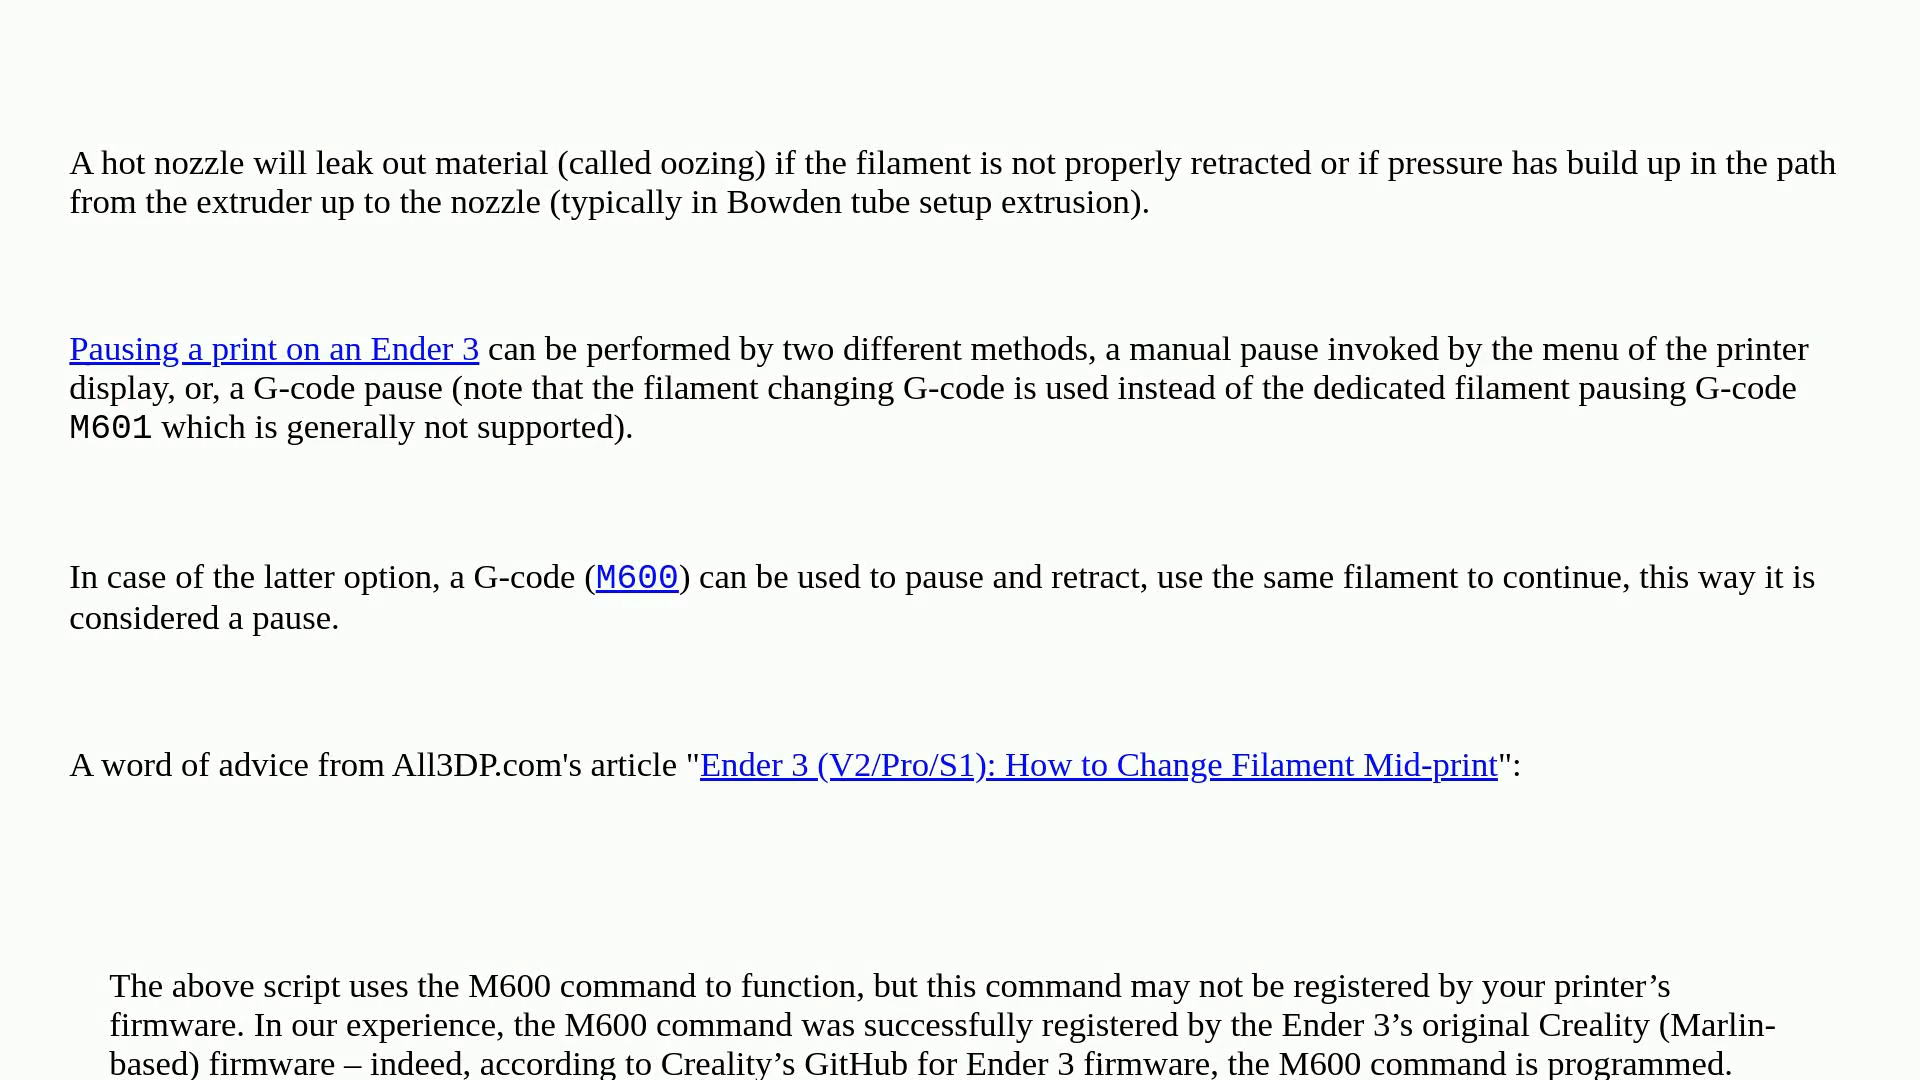 A hot nozzle will leak out material (called oozing) if the filament is not properly retracted or if pressure has build up in the path
from the extruder up to the nozzle (typically in Bowden tube setup extrusion).
Pausing a print on an Ender 3 can be performed by two different methods, a manual pause invoked by the menu of the printer
display, or, a G-code pause (note that the filament changing G-code is used instead of the dedicated filament pausing G-code
M601 which is generally not supported).
In case of the latter option, a G-code (M600) can be used to pause and retract, use the same filament to continue, this way it is
considered a pause.
A word of advice from All3DP.com's article "Ender 3 (V2/Pro/S1): How to Change Filament Mid-print":
The above script uses the M600 command to function, but this command may not be registered by your printer’s
firmware. In our experience, the M600 command was successfully registered by the Ender 3’s original Creality (Marlin-
based) firmware – indeed, according to Creality’s GitHub for Ender 3 firmware, the M600 command is programmed.